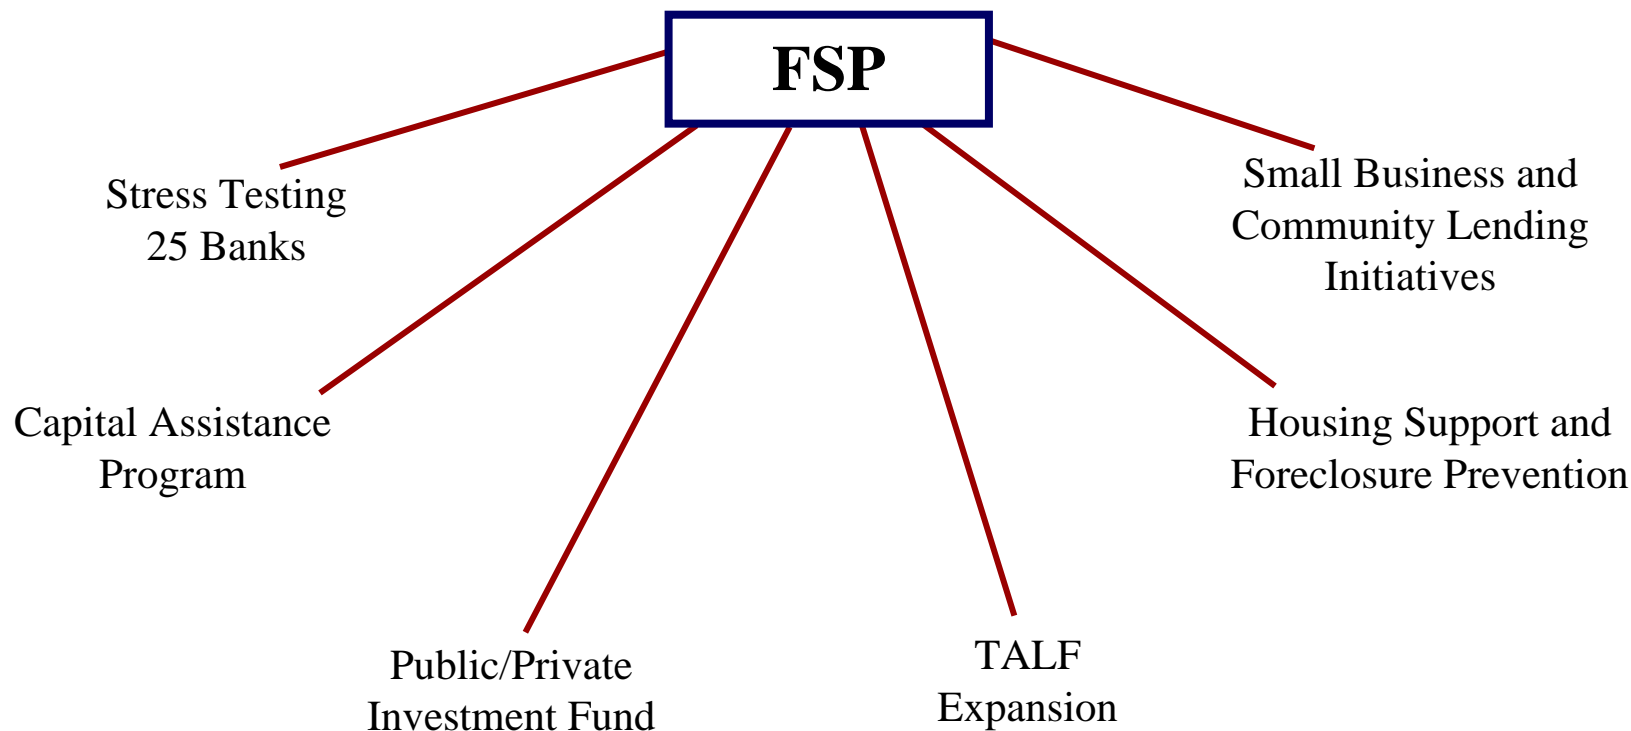 FSP
Stress Testing
25 Banks
Small Business and
Community Lending
Initiatives
Capital Assistance
Program
Housing Support and
Foreclosure Prevention
Public/Private
Investment Fund
TALF
Expansion